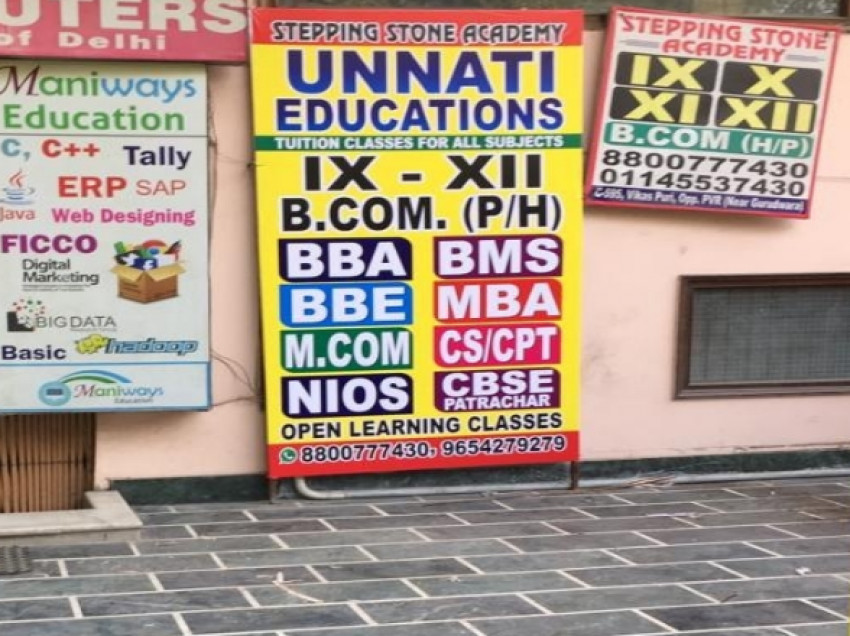 UTERS
of Delhi
Maniways
Education
C, C++ Tally
Java ERP SAP
Web Designing
FICCO
Digital
Marketing
BIG DATA
Basic hadoop
Maniways
Education
STEPPING STONE ACADEMY
UNNATI
EDUCATIONS
TUITION CLASSES FOR ALL SUBJECTS
IX - XII
B.COM. (P/H)
BBA BMS
BBE MBA
M.COM CS/CPT
NIOS CBSE
PATRACHAR
OPEN LEARNING CLASSES
8800777430, 9654279279
STEPPING STONE
ACADEMY
IX X
XI XII
B.COM (H/P)
8800777430
01145537430
C-595, Vikas Puri, Opp. PVR (Near Gurudwara)